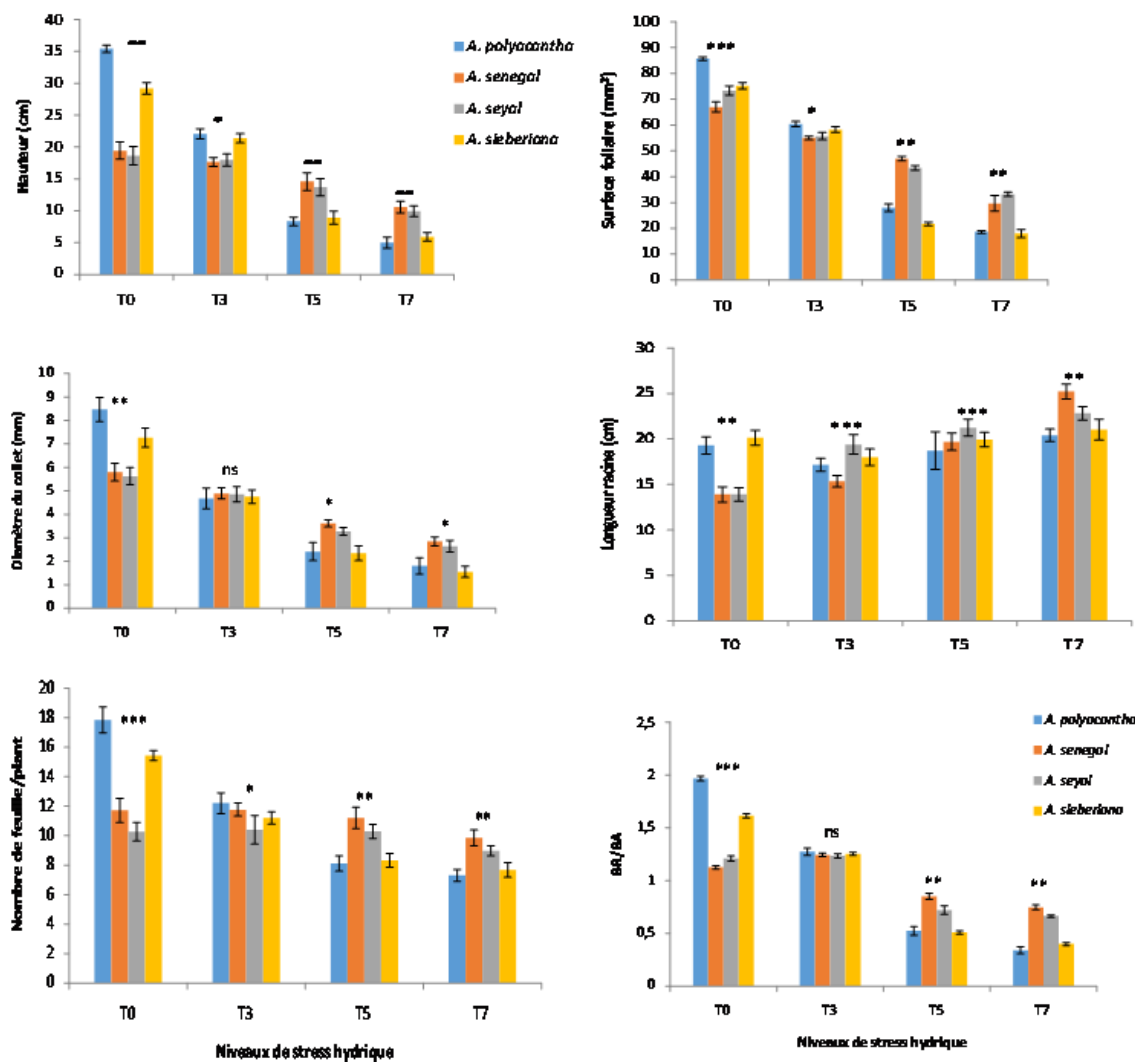 Hauteur (cm)
35
40
30
25
20
15
10
5
0
T0
T3
T5
T7
**
*
**
**
A. polyacantha
A. senegal
A. seyal
A. sieberiana
Surface foliaire (mm²)
100
90
80
70
60
50
40
30
20
10
0
T0
T3
T5
T7
***
*
**
**
Diamètre du collet (mm)
10
9
8
7
6
5
4
3
2
1
0
T0
T3
T5
T7
**
ns
*
*
Longueur racine (cm)
30
25
20
15
10
5
0
T0
T3
T5
T7
**
***
***
**
Nombre de feuille/plant
20
18
16
14
12
10
8
6
4
2
0
T0
T3
T5
T7
***
*
**
**
Niveaux de stress hydrique
BR/BA
2,5
2
1,5
1
0,5
0
T0
T3
T5
T7
***
ns
**
**
A. polyacantha
A. senegal
A. seyal
A. sieberiana
Niveaux de stress hydrique